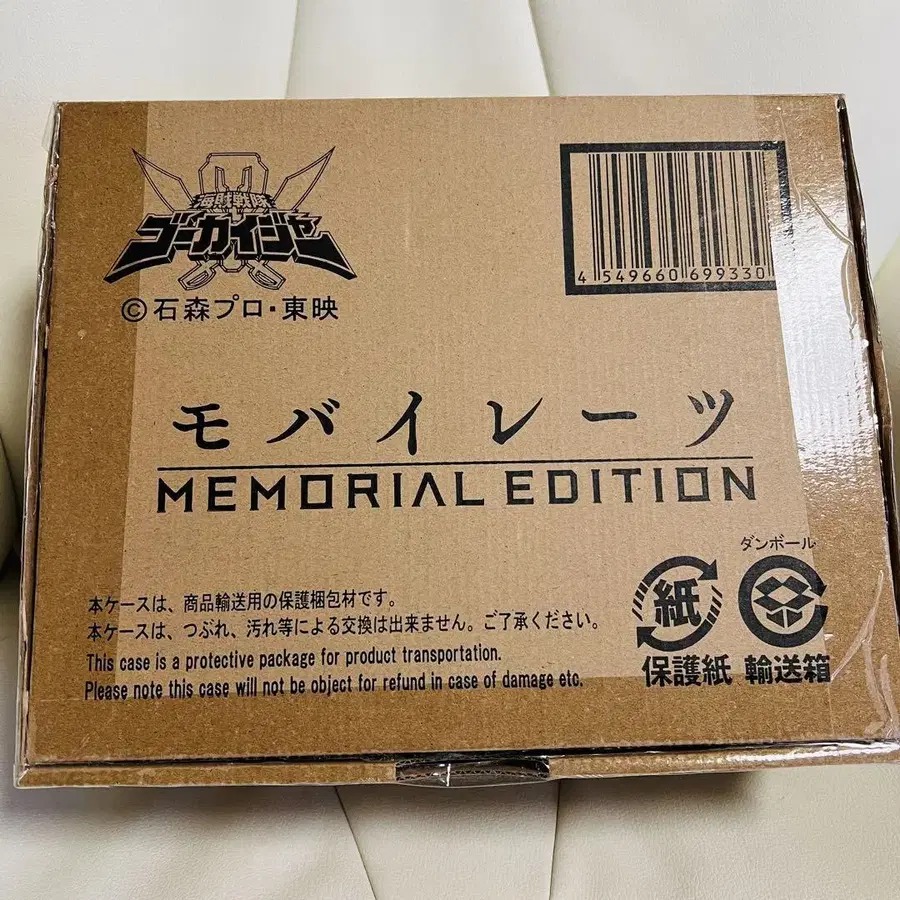 海賊戦隊
ゴーカイジャー
©石森プロ・東映
4 549660 699330
モバイレーツ
MEMORIAL EDITION
ダンボール
紙
保護紙 輸送箱
本ケースは、商品輸送用の保護梱包材です。
本ケースは、つぶれ、汚れ等による交換は出来ません。ご了承ください。
This case is a protective package for product transportation.
Please note this case will not be object for refund in case of damage etc.